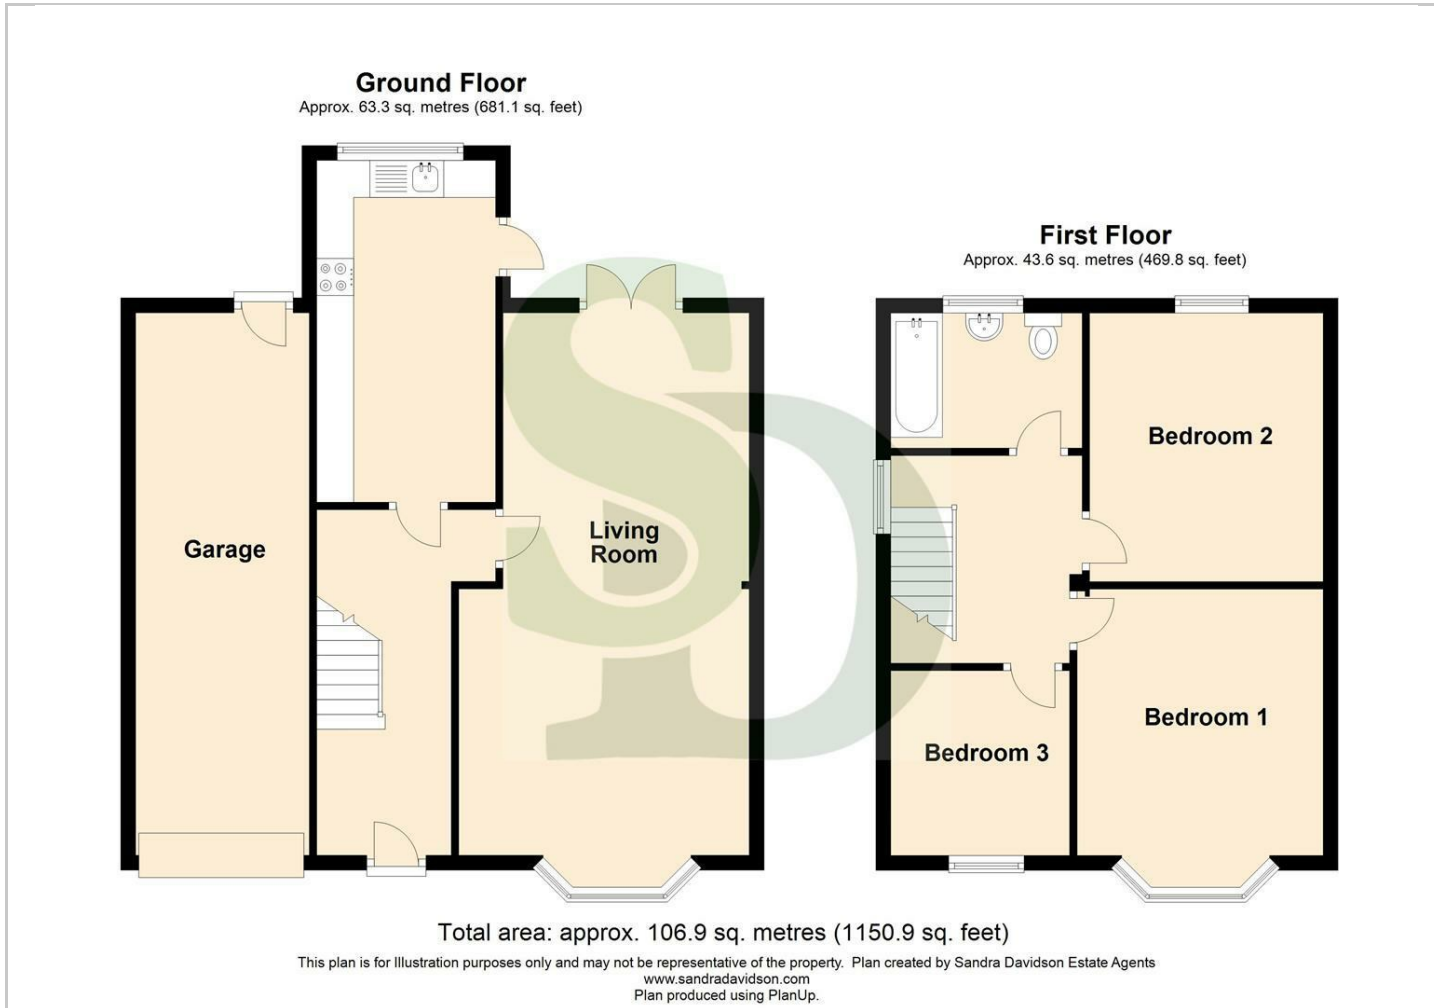 Ground Floor
Approx. 63.3 sq. metres (681.1 sq. feet)
First Floor
Approx. 43.6 sq. metres (469.8 sq. feet)
Garage
Living
Room
Bedroom 2
Bedroom 1
Bedroom 3
SD
Total area: approx. 106.9 sq. metres (1150.9 sq. feet)
This plan is for Illustration purposes only and may not be representative of the property. Plan created by Sandra Davidson Estate Agents
www.sandradavidson.com
Plan produced using PlanUp.